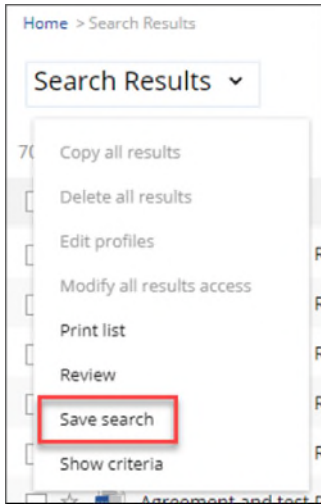 Home > Search Results
Search Results
70
Copy all results
Delete all results
Edit profiles
R
Modify all results access
R
Print list
R
Review
R
Save search
Show criteria
R
Agreement and test